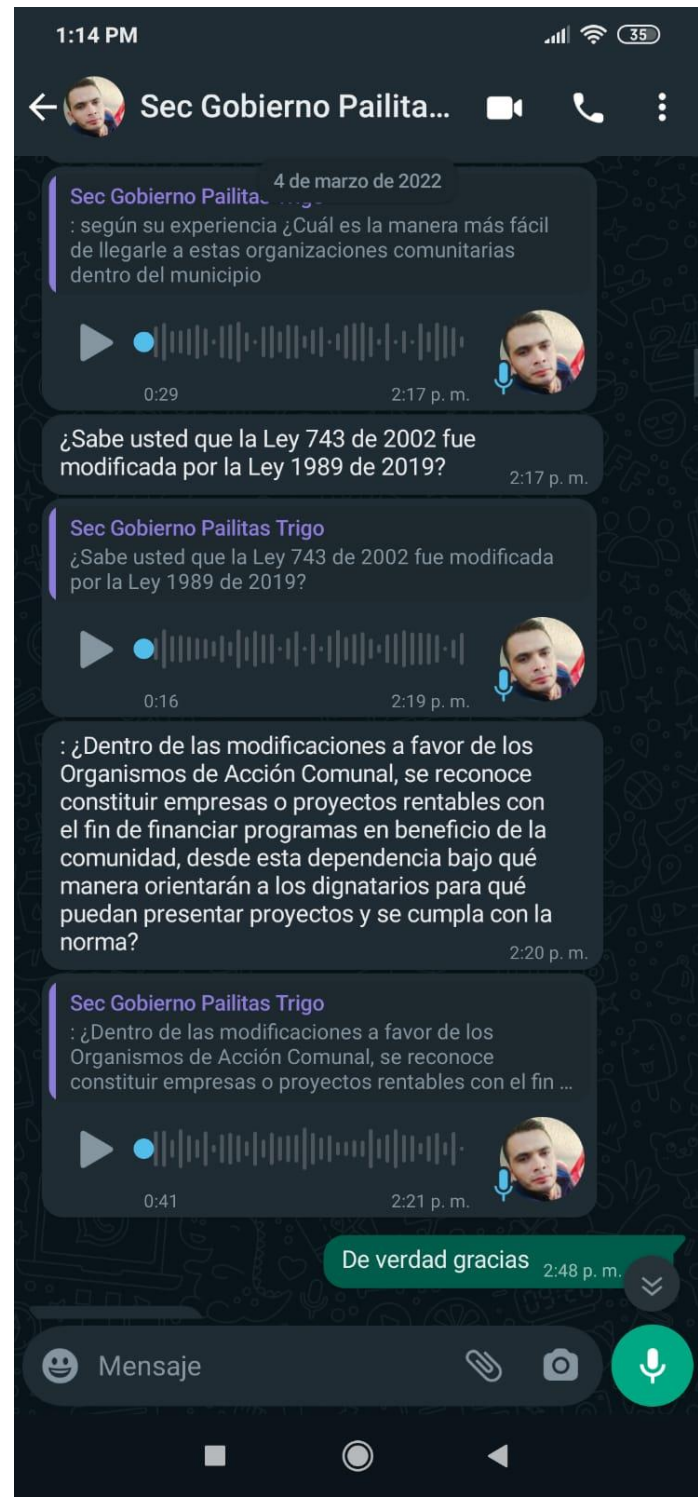 1:14 PM
35
Sec Gobierno Pailita...
4 de marzo de 2022
Sec Gobierno Pailitas Trigo
: según su experiencia ¿Cuál es la manera más fácil
de llegarle a estas organizaciones comunitarias
dentro del municipio
0:29
2:17 p. m.
¿Sabe usted que la Ley 743 de 2002 fue
modificada por la Ley 1989 de 2019?
2:17 p. m.
Sec Gobierno Pailitas Trigo
¿Sabe usted que la Ley 743 de 2002 fue modificada
por la Ley 1989 de 2019?
0:16
2:19 p. m.
: ¿Dentro de las modificaciones a favor de los
Organismos de Acción Comunal, se reconoce
constituir empresas o proyectos rentables con
el fin de financiar programas en beneficio de la
comunidad, desde esta dependencia bajo qué
manera orientarán a los dignatarios para qué
puedan presentar proyectos y se cumpla con la
norma?
2:20 p. m.
Sec Gobierno Pailitas Trigo
: ¿Dentro de las modificaciones a favor de los
Organismos de Acción Comunal, se reconoce
constituir empresas o proyectos rentables con el fin ...
0:41
2:21 p. m.
De verdad gracias
2:48 p. m.
Mensaje